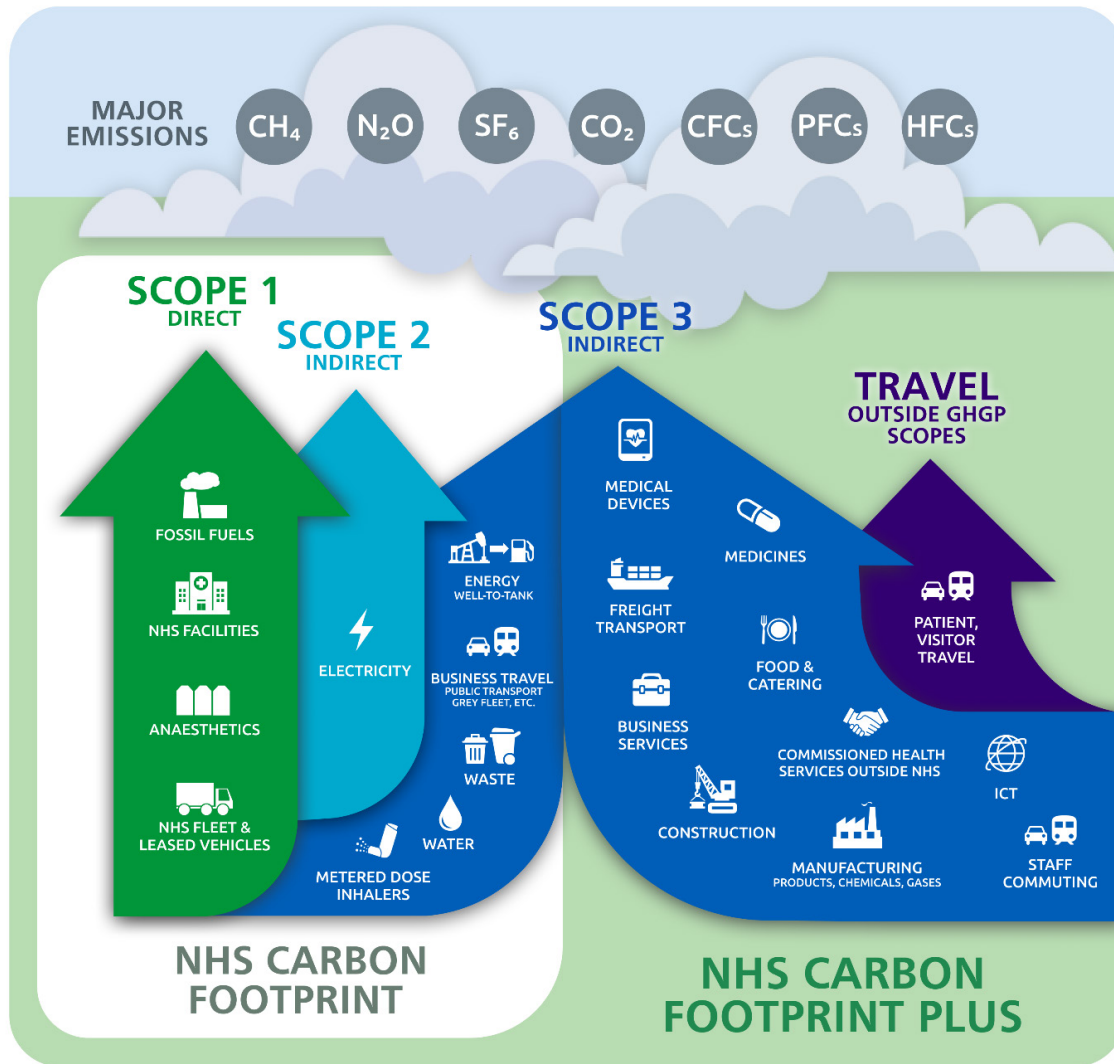 MAJOR
EMISSIONS
CH₄
N₂O
SF₆
CO₂
CFCs
PFCs
HFCs
SCOPE 1
DIRECT
SCOPE 2
INDIRECT
SCOPE 3
INDIRECT
TRAVEL
OUTSIDE GHGP
SCOPES
FOSSIL FUELS
NHS FACILITIES
ANAESTHETICS
NHS FLEET &
LEASED VEHICLES
ELECTRICITY
ENERGY
WELL-TO-TANK
BUSINESS TRAVEL
PUBLIC TRANSPORT
GREY FLEET, ETC.
WASTE
WATER
METERED DOSE
INHALERS
MEDICAL
DEVICES
MEDICINES
FREIGHT
TRANSPORT
FOOD &
CATERING
BUSINESS
SERVICES
COMMISSIONED HEALTH
SERVICES OUTSIDE NHS
CONSTRUCTION
MANUFACTURING
PRODUCTS, CHEMICALS, GASES
ICT
STAFF
COMMUTING
PATIENT,
VISITOR
TRAVEL
NHS CARBON
FOOTPRINT
NHS CARBON
FOOTPRINT PLUS